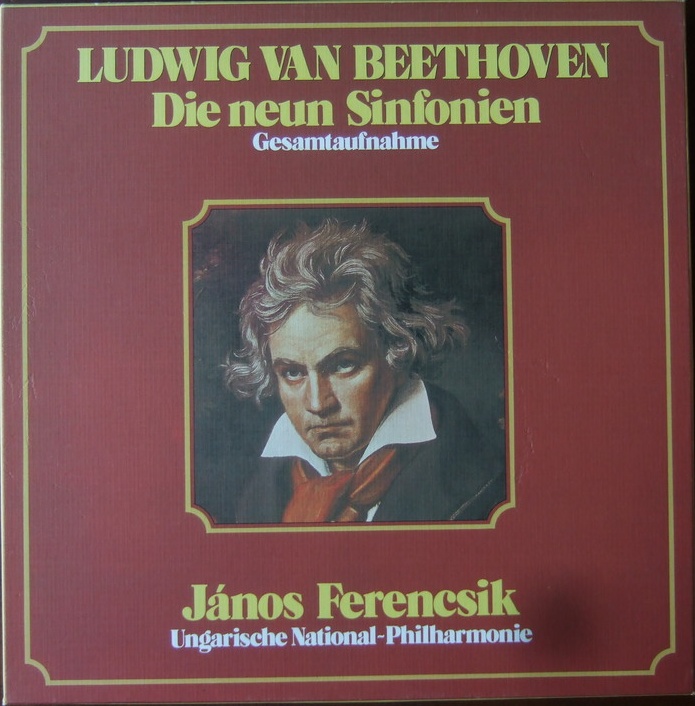 LUDWIG VAN BEETHOVEN
Die neun Sinfonien
Gesamtaufnahme
János Ferencsik
Ungarische National-Philharmonie